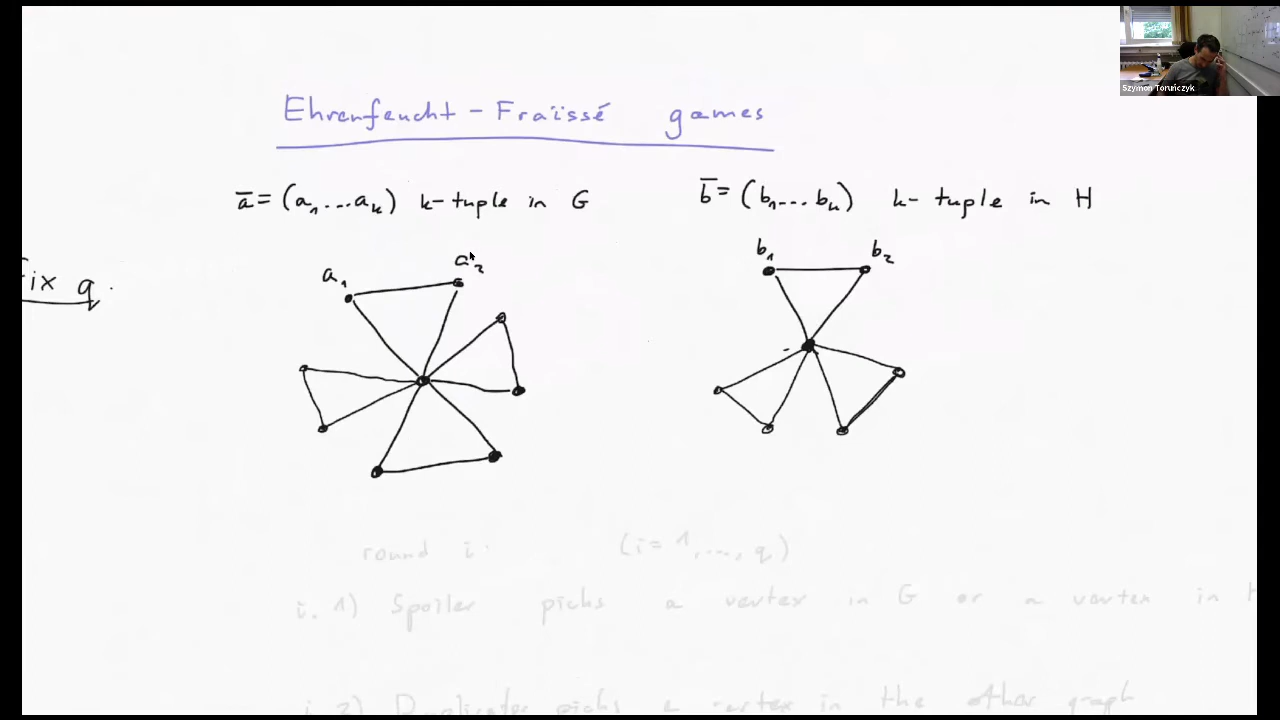 Szymon Toruńczyk
Ehrenfeucht - Fraïssé games
a̅ = (a₁...aₖ) k-tuple in G
b̅ = (b₁...bₖ) k-tuple in H
fix q.
a₁ a₂
b₁ b₂
round i: (i = 1,...,q)
i. 1) Spoiler picks a vertex in G or a vertex in H
i. 2) Duplicator picks a vertex in the other graph